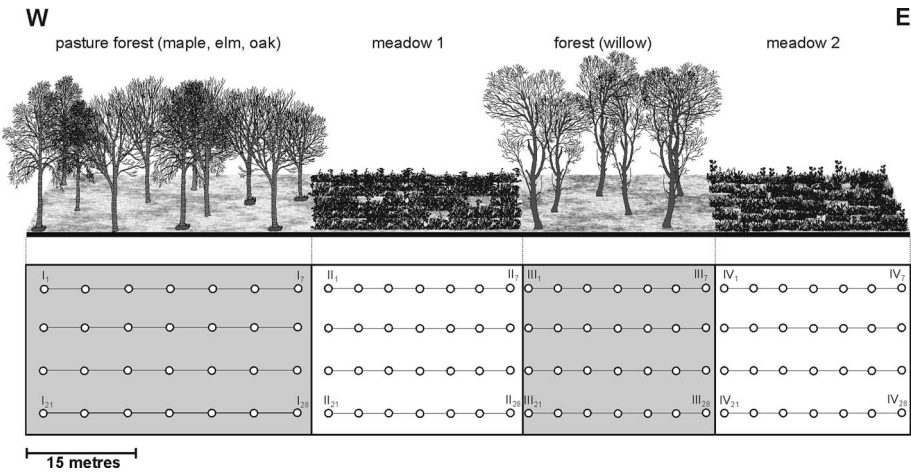 W E
pasture forest (maple, elm, oak) meadow 1 forest (willow) meadow 2
I1 I7 II1 II7 III1 III7 IV1 IV7
I21 I28 II21 II28 III21 III28 IV21 IV28
15 metres